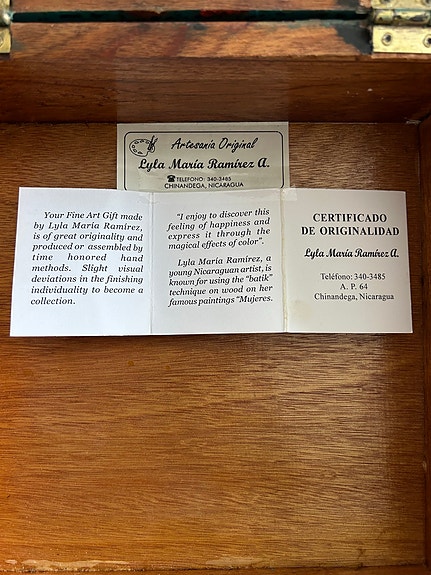 Artesanía Original
Lyla María Ramírez A.
☎TELEFONO: 340-3485
CHINANDEGA, NICARAGUA
Your Fine Art Gift made
by Lyla María Ramírez,
is of great originality and
produced or assembled by
time honored hand
methods. Slight visual
deviations in the finishing
individuality to become a
collection.
"I enjoy to discover this
feeling of happiness and
express it through the
magical effects of color".
Lyla María Ramírez, a
young Nicaraguan artist, is
known for using the "batik"
technique on wood on her
famous paintings "Mujeres.
CERTIFICADO
DE ORIGINALIDAD
Lyla María Ramírez A.
Teléfono: 340-3485
A. P. 64
Chinandega, Nicaragua